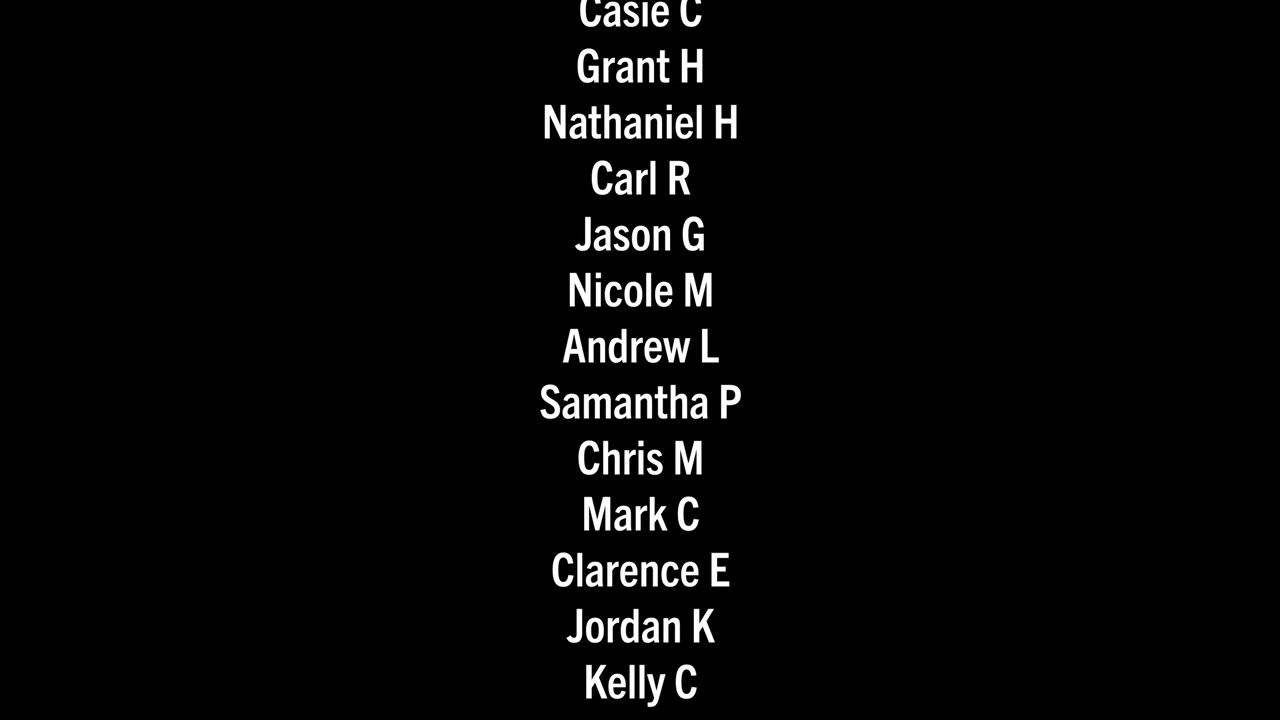 Casie C
Grant H
Nathaniel H
Carl R
Jason G
Nicole M
Andrew L
Samantha P
Chris M
Mark C
Clarence E
Jordan K
Kelly C